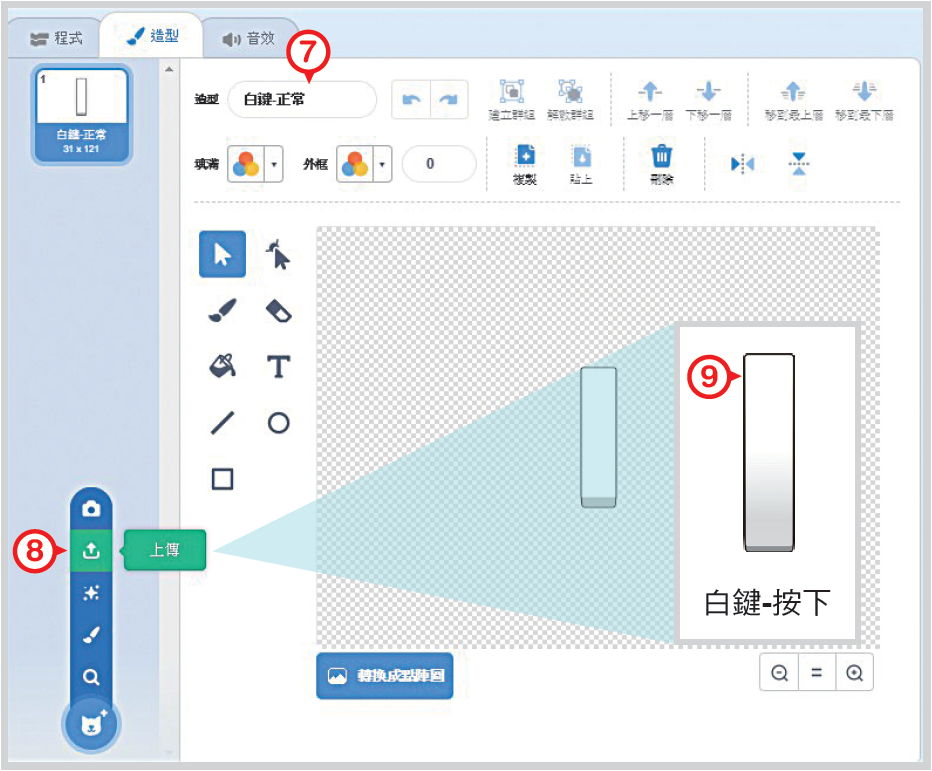 程式 造型 音效
⑦
1
白鍵-正常
31 x 121
造型 白鍵-正常
建立群組 解散群組 上移一層 下移一層 移到最上層 移到最下層
填滿 外框 0
複製 貼上 刪除
T
⑨
⑧ 上傳
白鍵-按下
轉換成點陣圖
=